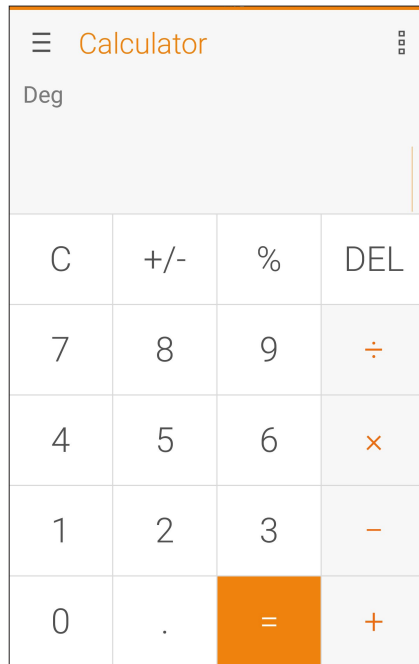 Calculator
Deg
C +/- % DEL
7 8 9 ÷
4 5 6 ×
1 2 3 −
0 . = +